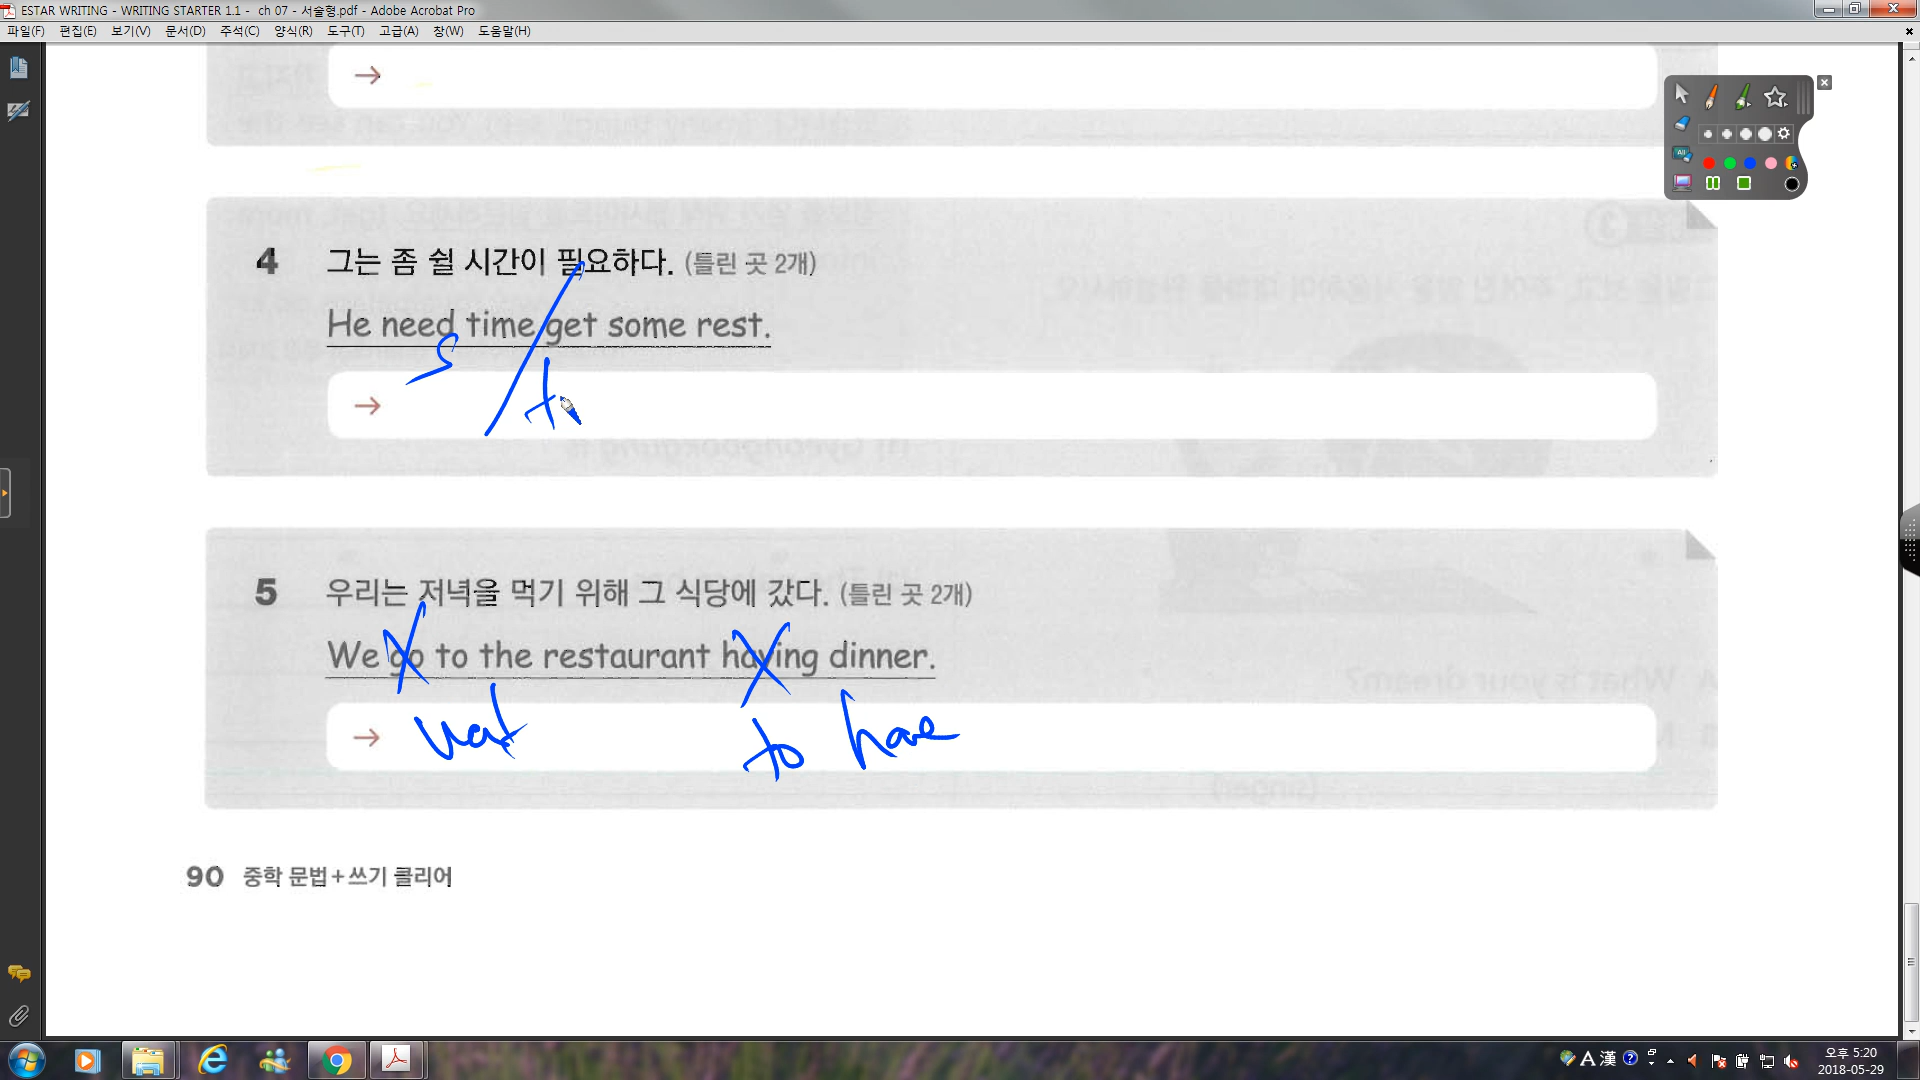 ESTAR WRITING - WRITING STARTER 1.1 - ch 07 - 서술형.pdf - Adobe Acrobat Pro
파일(F) 편집(E) 보기(V) 문서(D) 주석(C) 양식(R) 도구(T) 고급(A) 창(W) 도움말(H)
→
4 그는 좀 쉴 시간이 필요하다. (틀린 곳 2개)
He need time get some rest.
s
→ t
5 우리는 저녁을 먹기 위해 그 식당에 갔다. (틀린 곳 2개)
We go to the restaurant having dinner.
→ to have
90 중학 문법+쓰기 클리어
A 漢
오후 5:20
2018-05-29